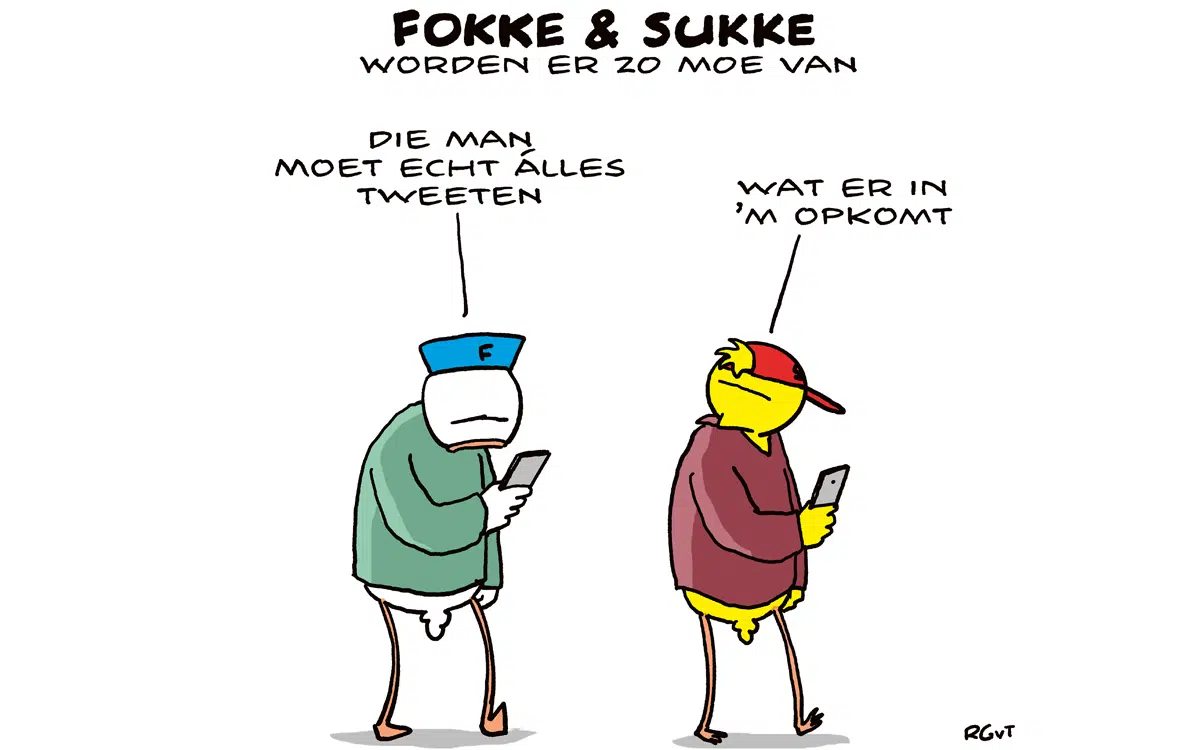 FOKKE & SUKKE
WORDEN ER ZO MOE VAN
DIE MAN
MOET ECHT ÁLLES
TWEETEN
WAT ER IN
'M OPKOMT
F
RGvT